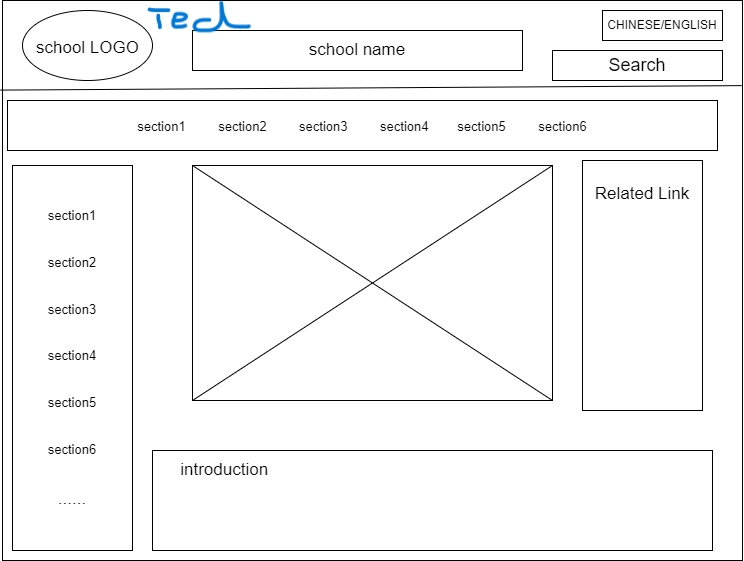 school LOGO
school name
CHINESE/ENGLISH
Search
section1 section2 section3 section4 section5 section6
section1
section2
section3
section4
section5
section6
......
Related Link
introduction